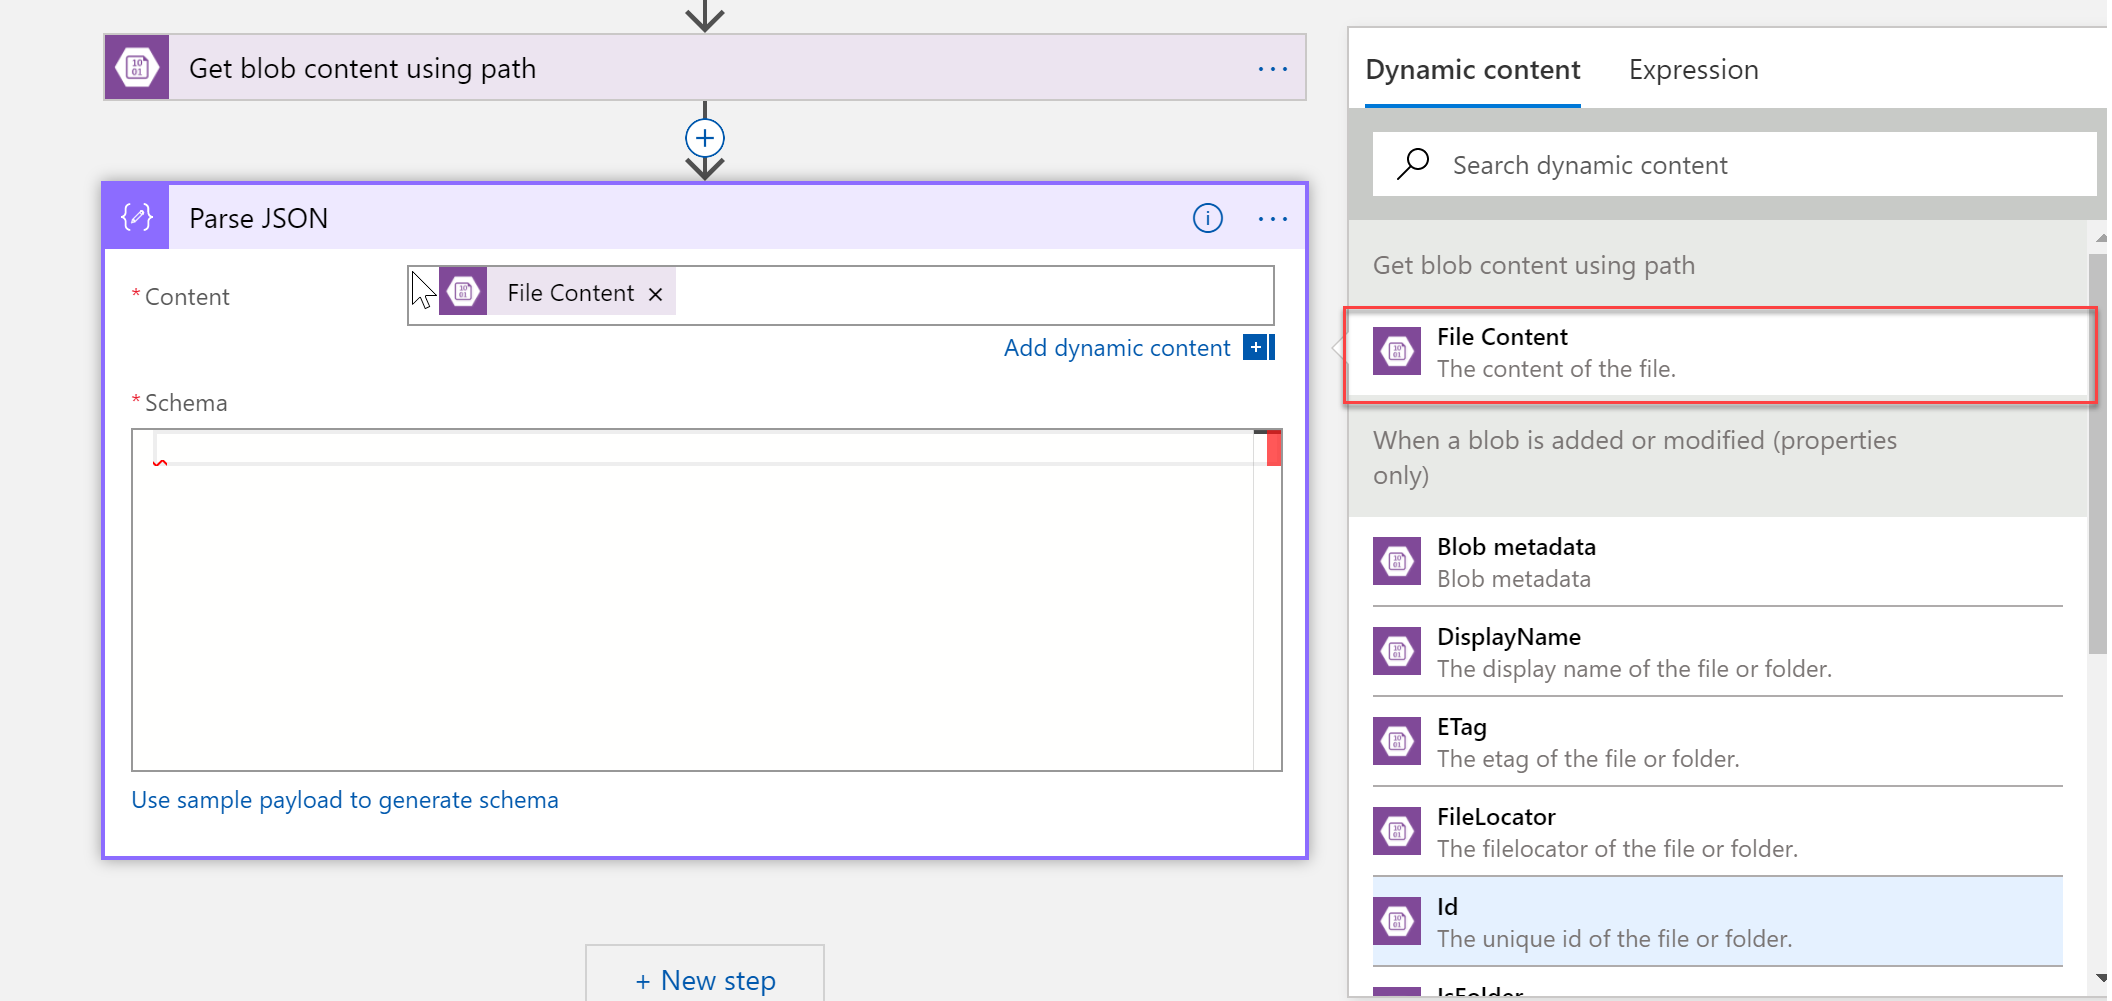 Get blob content using path
...
Parse JSON
...
* Content
File Content ×
Add dynamic content
* Schema
Use sample payload to generate schema
+ New step
Dynamic content
Expression
Search dynamic content
Get blob content using path
File Content
The content of the file.
When a blob is added or modified (properties
only)
Blob metadata
Blob metadata
DisplayName
The display name of the file or folder.
ETag
The etag of the file or folder.
FileLocator
The filelocator of the file or folder.
Id
The unique id of the file or folder.
IsFolder